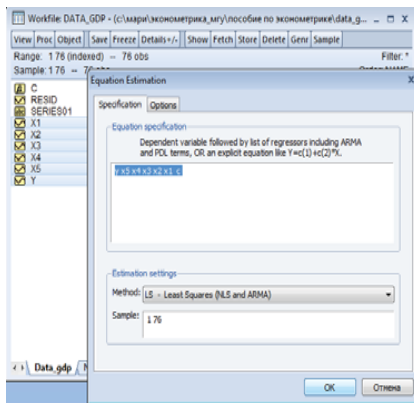 Workfile: DATA_GDP - (c:\мари\эконометрика_мгу\пособие по эконометрике\data_g...
View Proc Object Save Freeze Details+/- Show Fetch Store Delete Genr Sample
Range: 1 76 (indexed) -- 76 obs
Filter: *
Sample: 1 76 -- 76 obs
Order: NAME
C
RESID
SERIES01
X1
X2
X3
X4
X5
Y
Data_gdp
Equation Estimation
X
Specification Options
Equation specification
Dependent variable followed by list of regressors including ARMA
and PDL terms, OR an explicit equation like Y=c(1)+c(2)*X.
y x5 x4 x3 x2 x1 c
Estimation settings
Method: LS - Least Squares (NLS and ARMA)
Sample: 1 76
OK Отмена